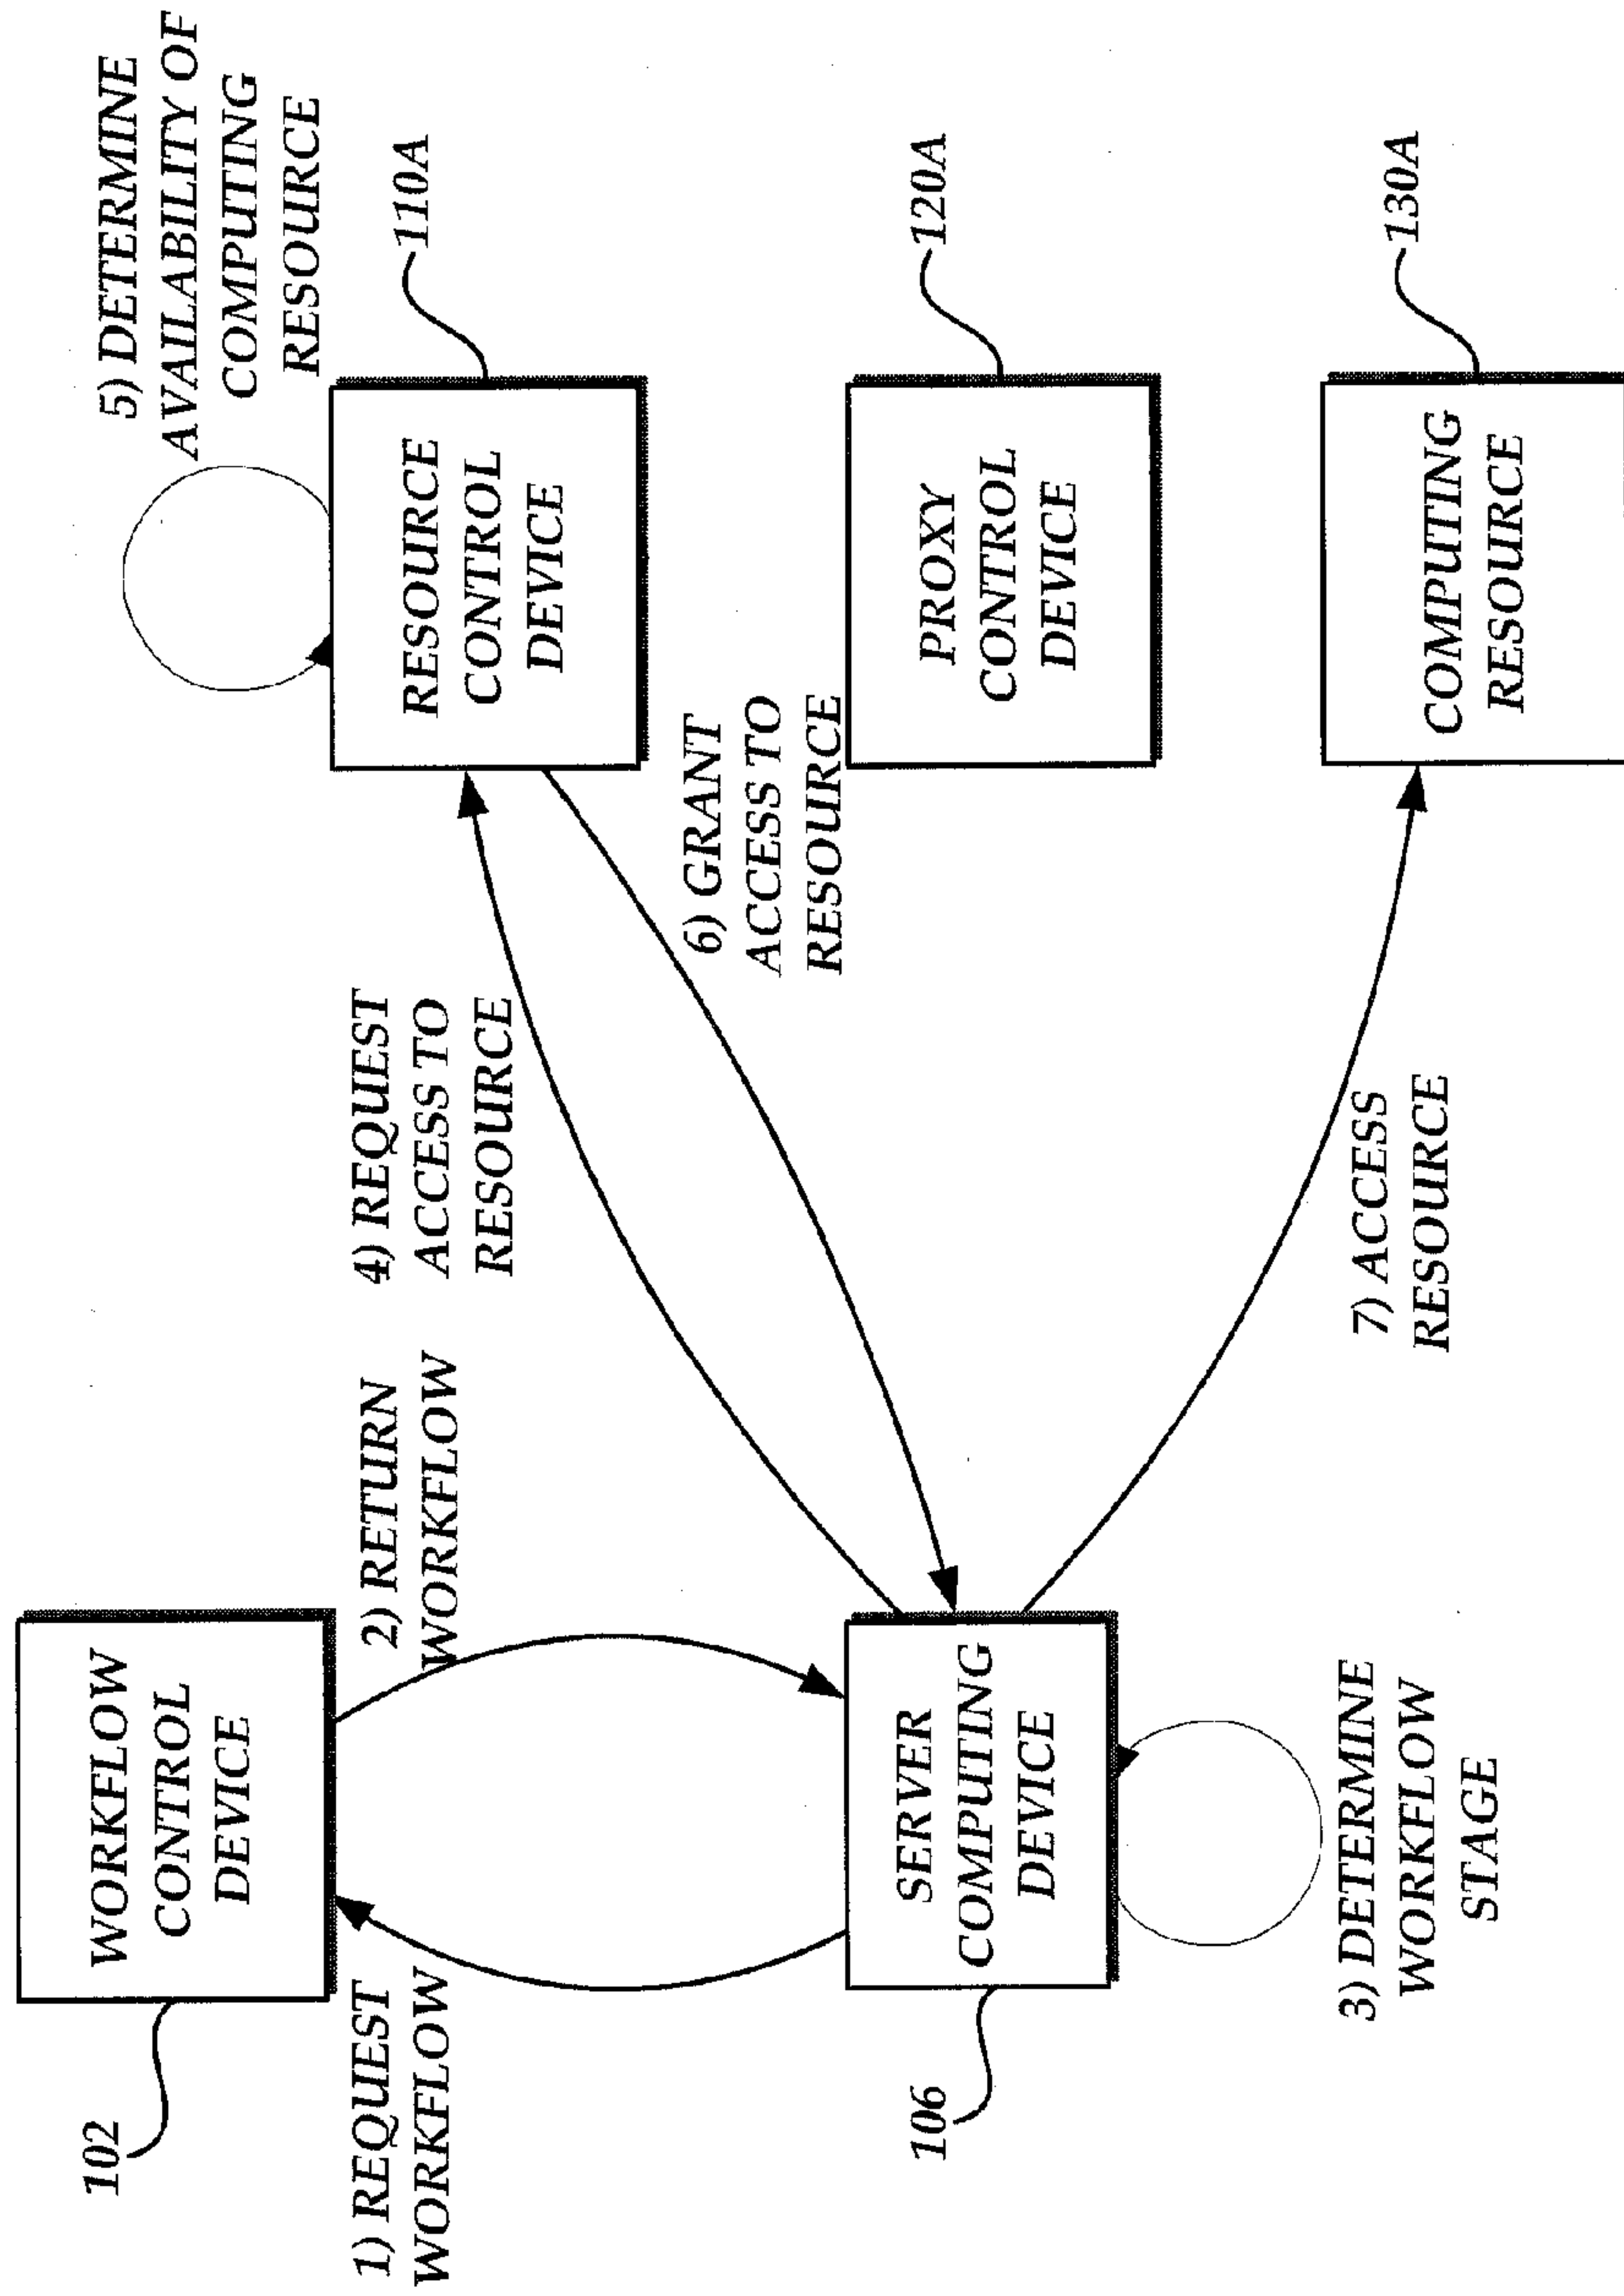 102
WORKFLOW
CONTROL
DEVICE
1) REQUEST
WORKFLOW
2) RETURN
WORKFLOW
106
SERVER
COMPUTING
DEVICE
3) DETERMINE
WORKFLOW
STAGE
4) REQUEST
ACCESS TO
RESOURCE
5) DETERMINE
AVAILABILITY OF
COMPUTING
RESOURCE
RESOURCE
CONTROL
DEVICE
110A
6) GRANT
ACCESS TO
RESOURCE
PROXY
CONTROL
DEVICE
120A
7) ACCESS
RESOURCE
COMPUTING
RESOURCE
130A